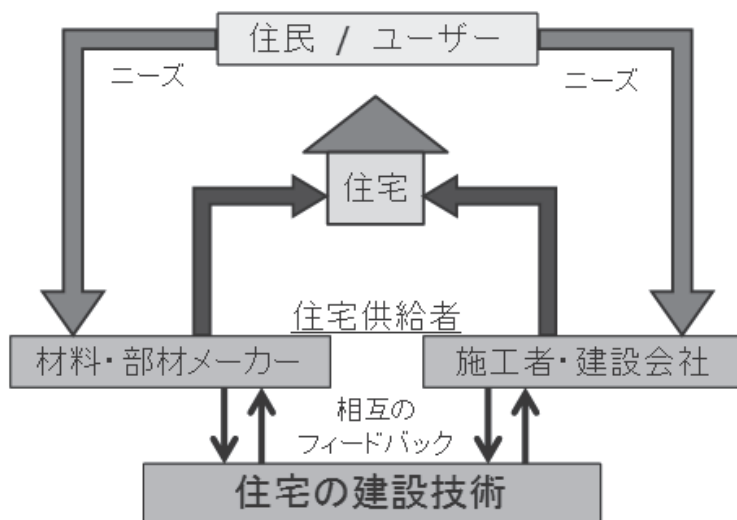 住民 / ユーザー
ニーズ
ニーズ
住宅
住宅供給者
材料・部材メーカー
施工者・建設会社
相互の
フィードバック
住宅の建設技術